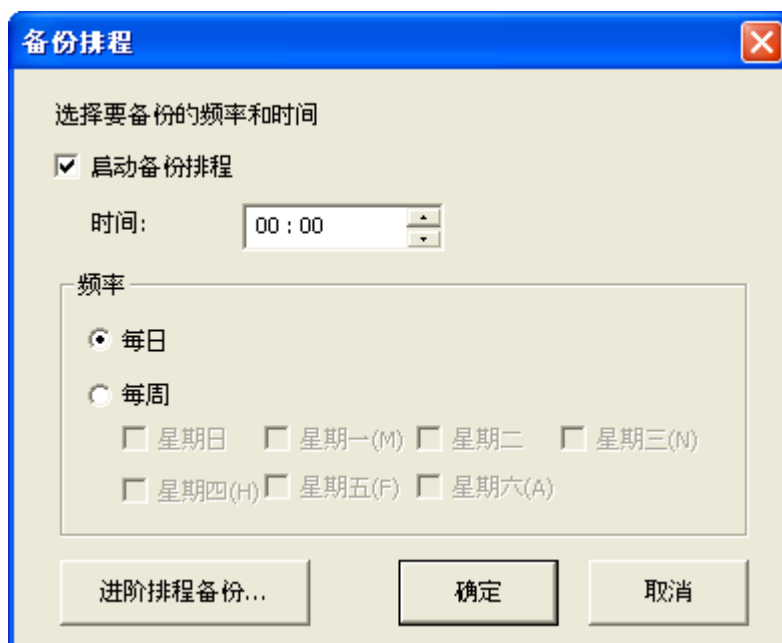 备份排程
选择要备份的频率和时间
启动备份排程
时间: 00 : 00
频率
每日
每周
星期日 星期一(M) 星期二 星期三(N)
星期四(H) 星期五(F) 星期六(A)
进阶排程备份... 确定 取消